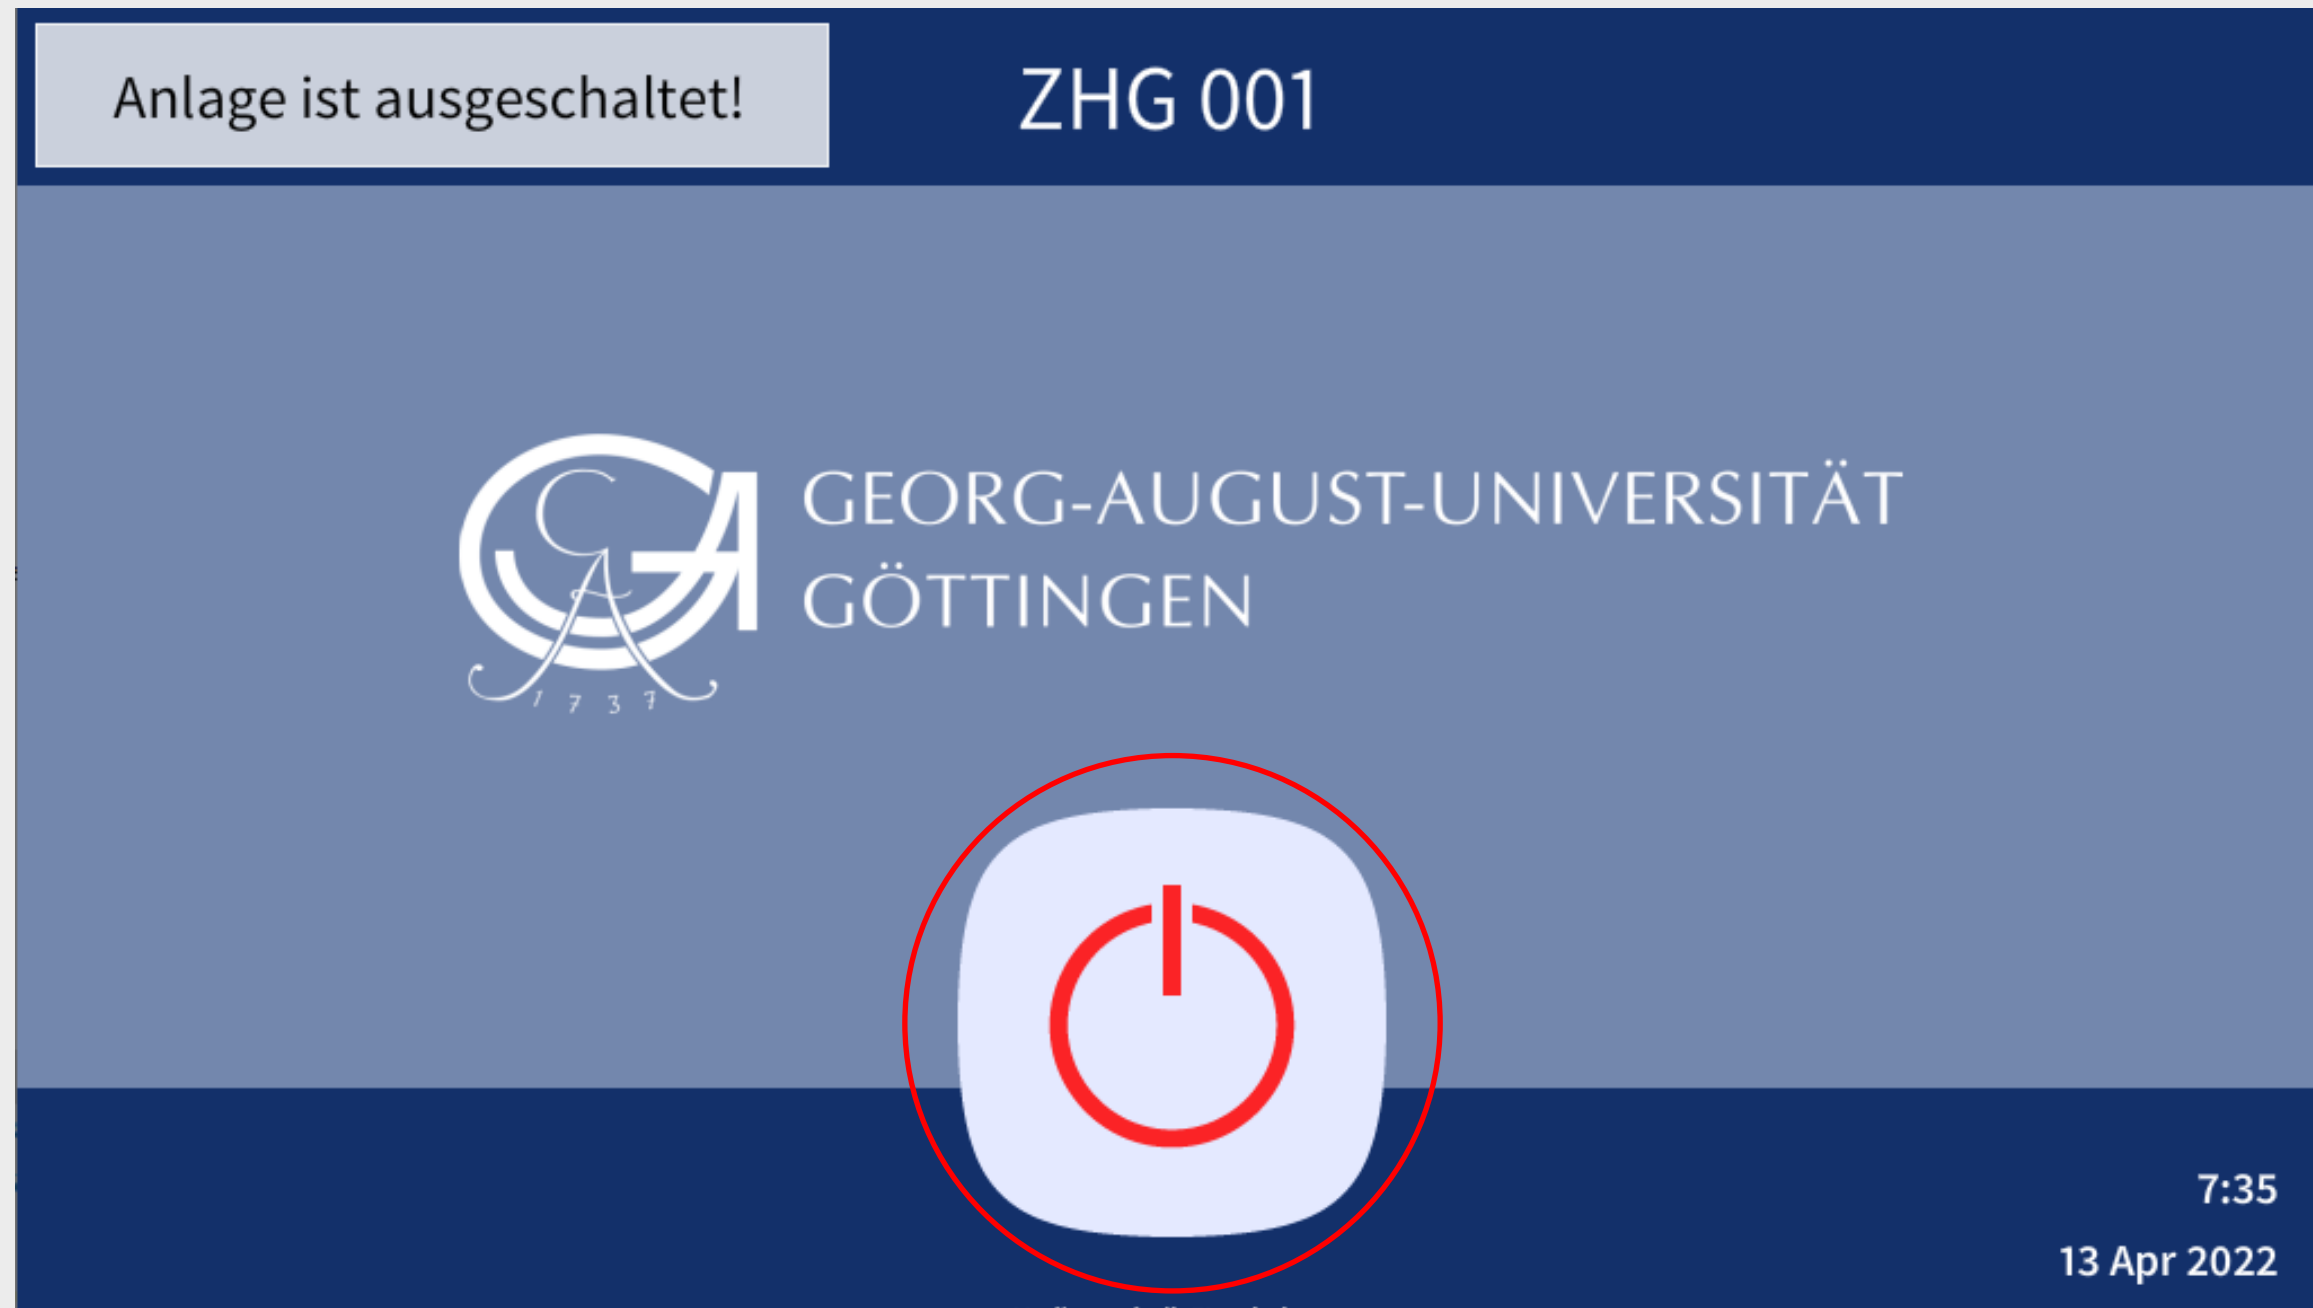 Anlage ist ausgeschaltet!
ZHG 001
GEORG-AUGUST-UNIVERSITÄT
GÖTTINGEN
1737
7:35
13 Apr 2022